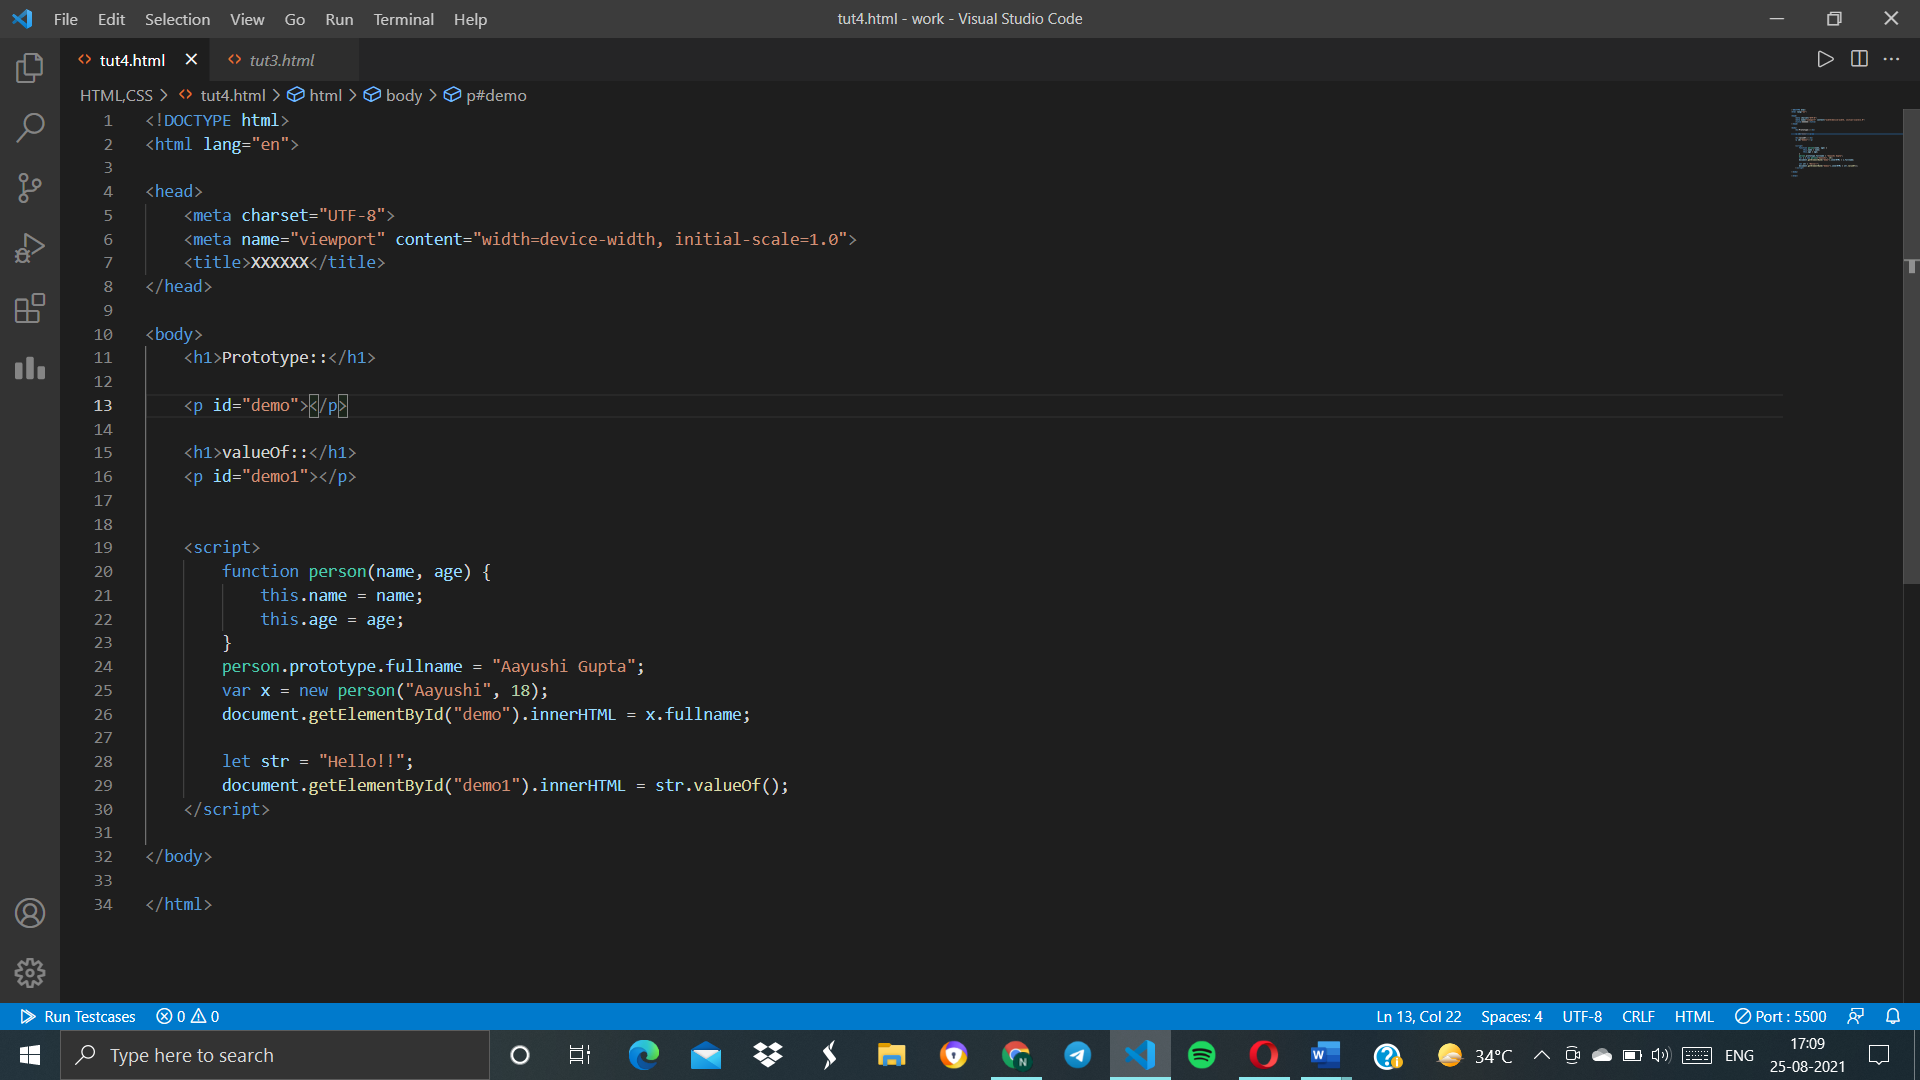 File Edit Selection View Go Run Terminal Help
tut4.html - work - Visual Studio Code
tut4.html
tut3.html
HTML,CSS > tut4.html > html > body > p#demo
1 <!DOCTYPE html>
2 <html lang="en">
3
4 <head>
5 <meta charset="UTF-8">
6 <meta name="viewport" content="width=device-width, initial-scale=1.0">
7 <title>XXXXXX</title>
8 </head>
9
10 <body>
11 <h1>Prototype::</h1>
12
13 <p id="demo"></p>
14
15 <h1>valueOf::</h1>
16 <p id="demo1"></p>
17
18
19 <script>
20 function person(name, age) {
21 this.name = name;
22 this.age = age;
23 }
24 person.prototype.fullname = "Aayushi Gupta";
25 var x = new person("Aayushi", 18);
26 document.getElementById("demo").innerHTML = x.fullname;
27
28 let str = "Hello!!";
29 document.getElementById("demo1").innerHTML = str.valueOf();
30 </script>
31
32 </body>
33
34 </html>
Run Testcases 0 0 Ln 13, Col 22 Spaces: 4 UTF-8 CRLF HTML Port : 5500
Type here to search
34°C
ENG
17:09
25-08-2021